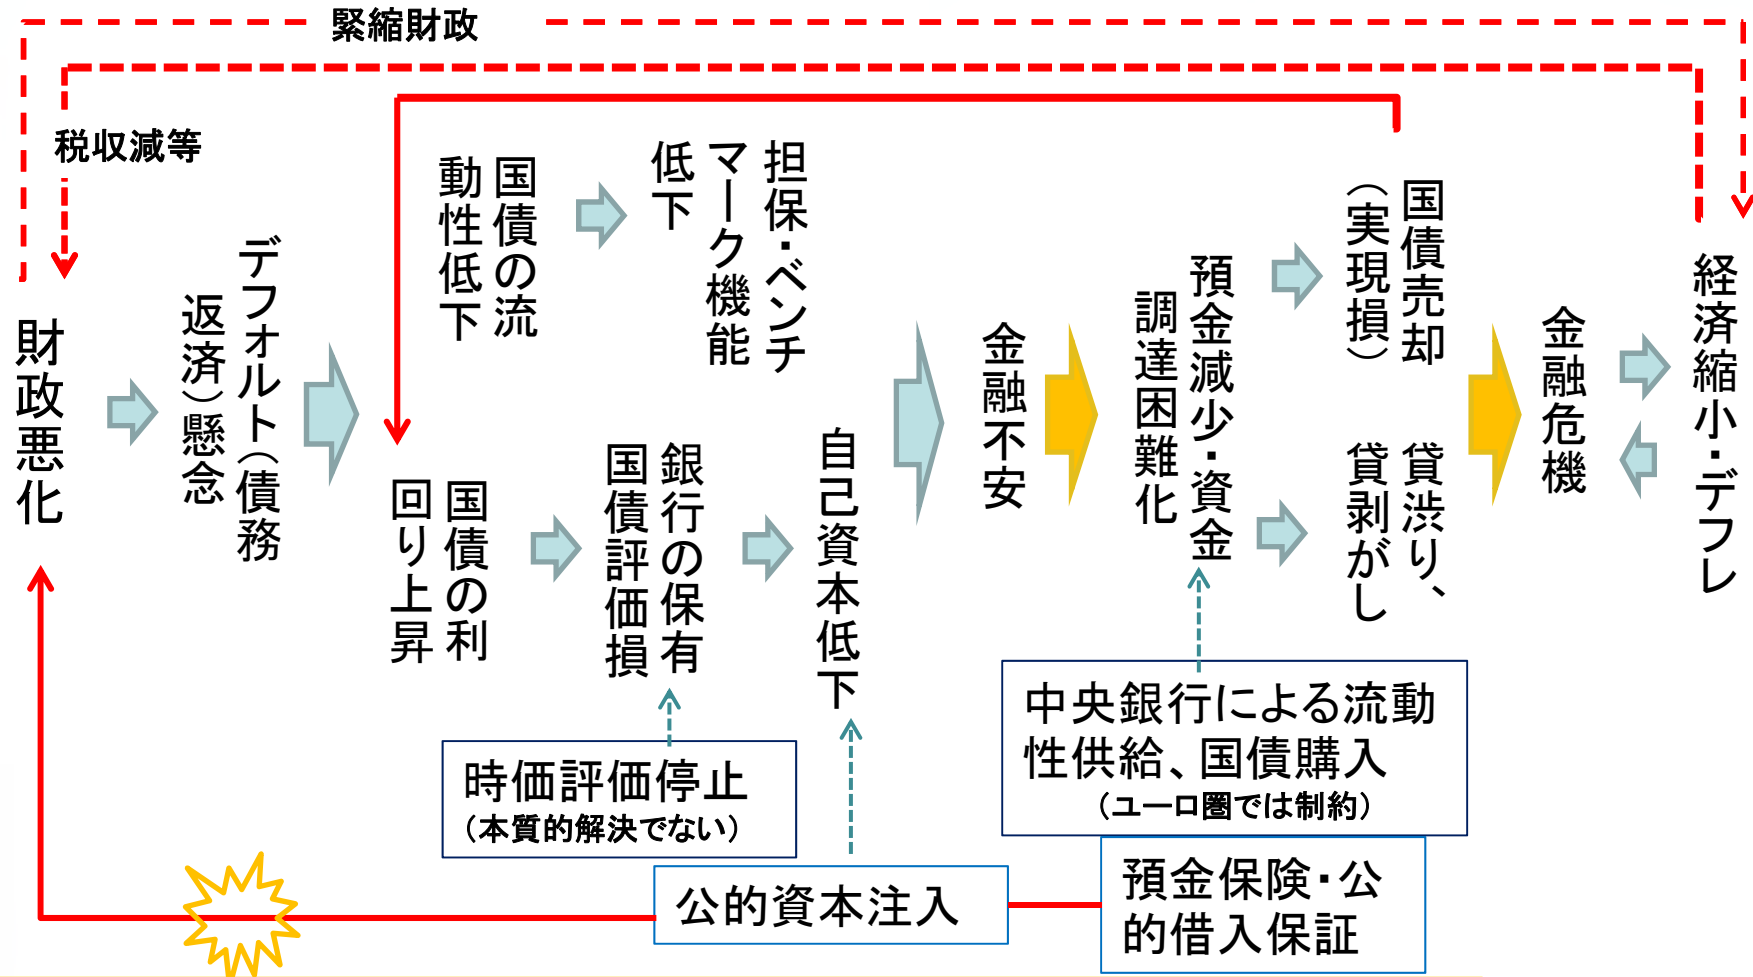 緊縮財政
税収減等
財政悪化
デフォルト（債務
返済）懸念
国債の流
動性低下
担保・ベンチ
マーク機能
低下
国債の利
回り上昇
銀行の保有
国債評価損
自己資本低下
金融不安
預金減少・資金
調達困難化
国債売却
（実現損）
貸渋り、
貸剥がし
金融危機
経済縮小・デフレ
時価評価停止
（本質的解決でない）
公的資本注入
中央銀行による流動
性供給、国債購入
（ユーロ圏では制約）
預金保険・公
的借入保証